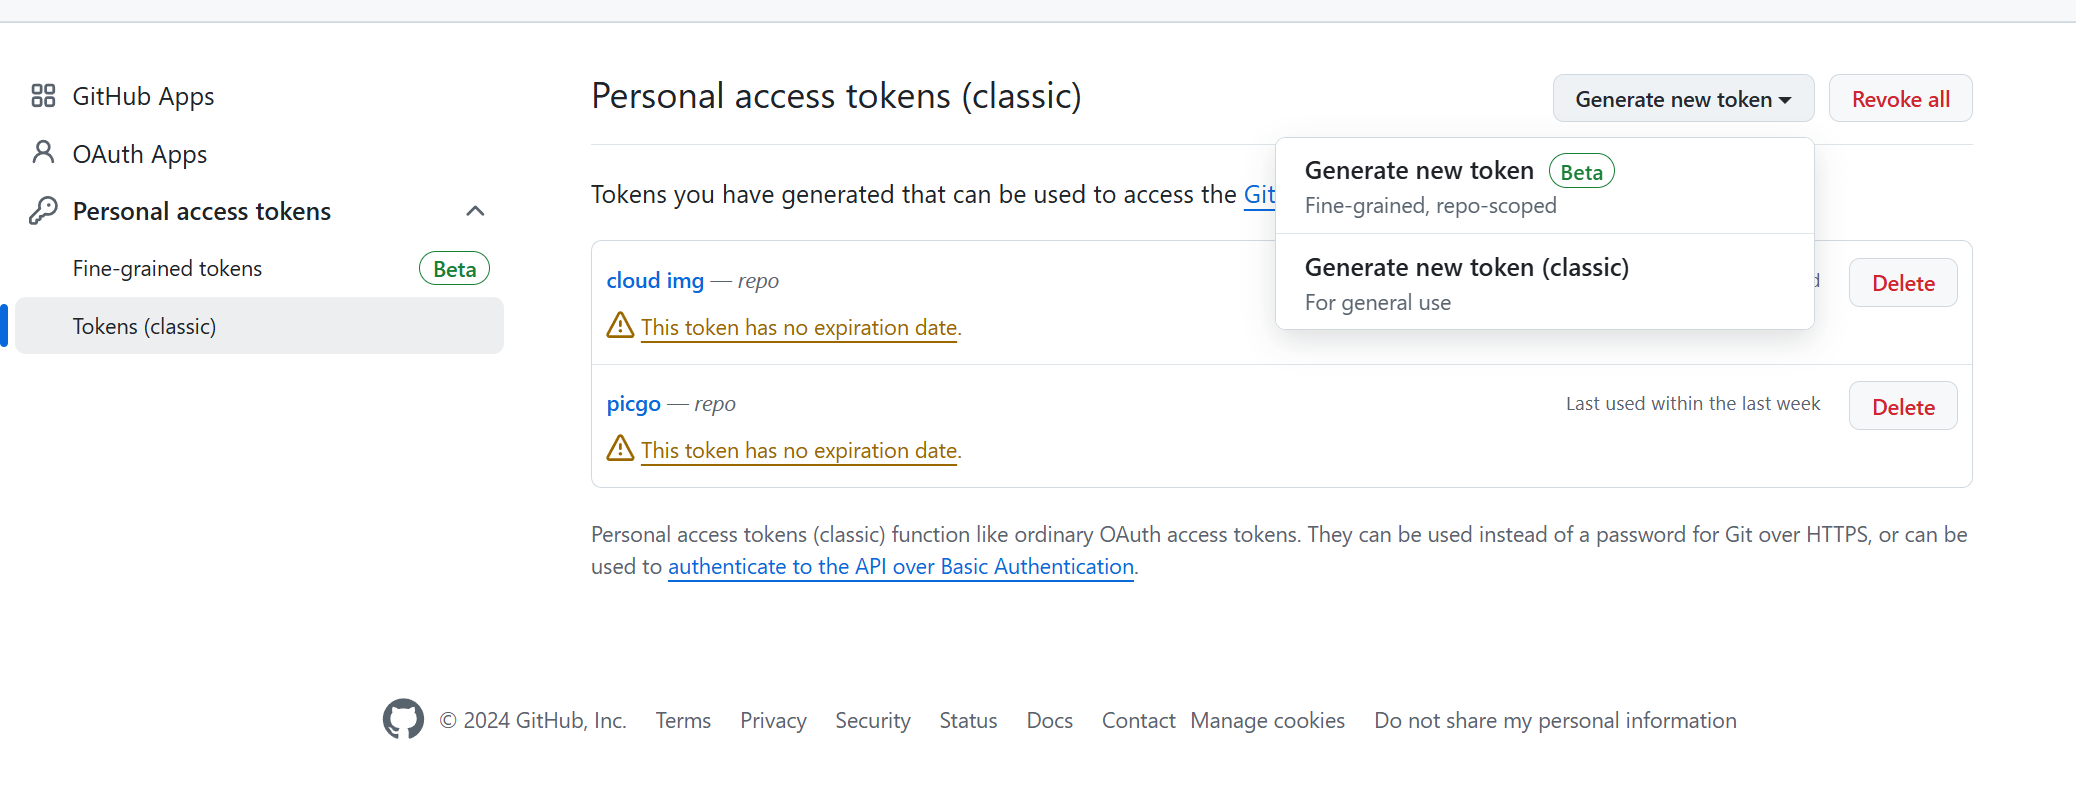 GitHub Apps
OAuth Apps
Personal access tokens
Fine-grained tokens Beta
Tokens (classic)
Personal access tokens (classic)
Generate new token Revoke all
Generate new token Beta
Fine-grained, repo-scoped
Generate new token (classic)
For general use
Tokens you have generated that can be used to access the Git
cloud img — repo
Delete
This token has no expiration date.
picgo — repo
Last used within the last week
Delete
This token has no expiration date.
Personal access tokens (classic) function like ordinary OAuth access tokens. They can be used instead of a password for Git over HTTPS, or can be
used to authenticate to the API over Basic Authentication.
© 2024 GitHub, Inc. Terms Privacy Security Status Docs Contact Manage cookies Do not share my personal information